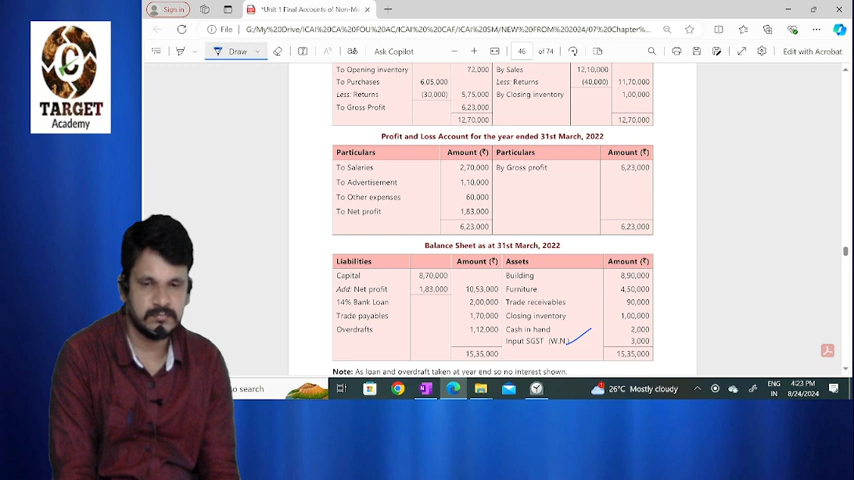 Sign in
*Unit 1 Final Accounts of Non-Ma
G:/My%20Drive/ICAI%20CA%20FOU%20AC/ICAI%20%20CAF/ICAI%20SM/NEW%20FROM%202024/07%20Chapter%...
File
Draw
Ask Copilot
46
of 74
Edit with Acrobat
TARGET
Academy
To Opening inventory 72,000 By Sales 12,10,000
To Purchases 6,05,000 Less: Returns (40,000) 11,70,000
Less: Returns (30,000) 5,75,000 By Closing inventory 1,00,000
To Gross Profit 6,23,000
12,70,000 12,70,000
Profit and Loss Account for the year ended 31st March, 2022
Particulars Amount (₹) Particulars Amount (₹)
To Salaries 2,70,000 By Gross profit 6,23,000
To Advertisement 1,10,000
To Other expenses 60,000
To Net profit 1,83,000
6,23,000 6,23,000
Balance Sheet as at 31st March, 2022
Liabilities Amount (₹) Assets Amount (₹)
Capital 8,70,000 Building 8,90,000
Add: Net profit 1,83,000 10,53,000 Furniture 4,50,000
14% Bank Loan 2,00,000 Trade receivables 90,000
Trade payables 1,70,000 Closing inventory 1,00,000
Overdrafts 1,12,000 Cash in hand 2,000
Input SGST (W.N.) 3,000
15,35,000 15,35,000
Note: As loan and overdraft taken at year end so no interest shown.
to search
26°C Mostly cloudy
ENG
IN
4:23 PM
8/24/2024